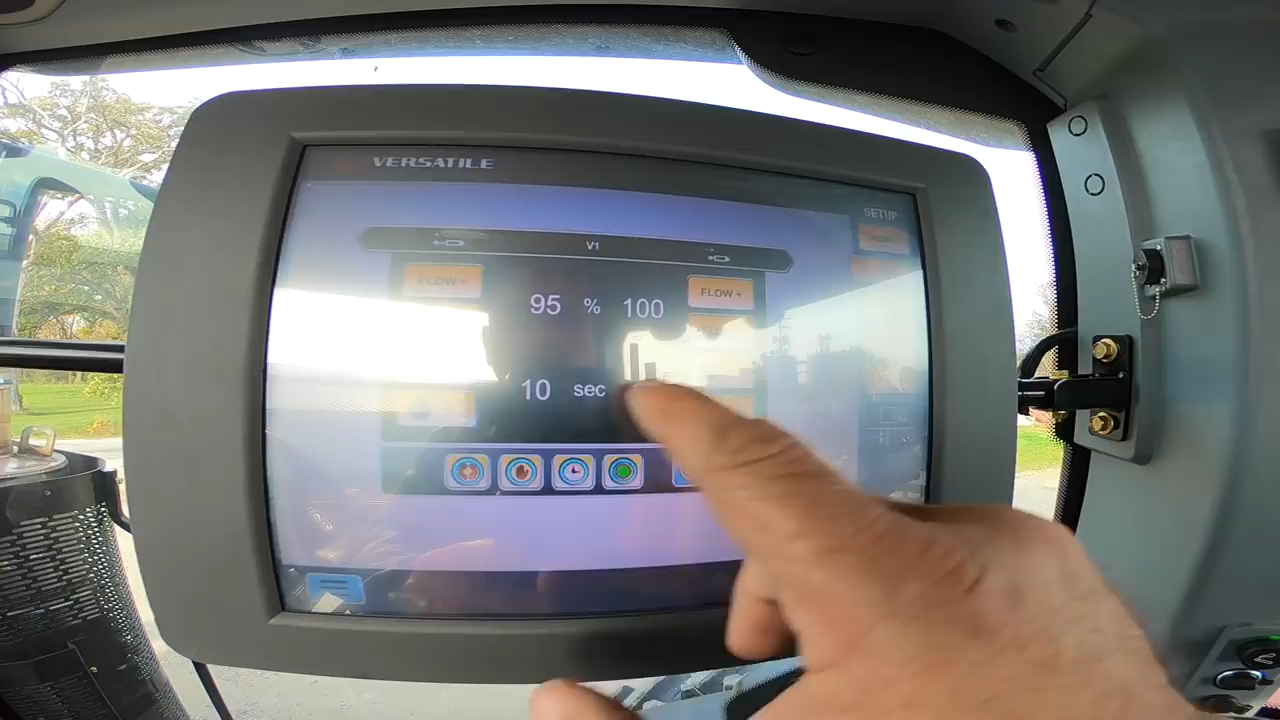 VERSATILE
SETUP
V1
FLOW +
FLOW +
95 % 100
10 sec